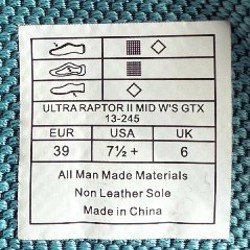 ULTRA RAPTOR II MID W'S GTX
13-245
EUR USA UK
39 7½ + 6
All Man Made Materials
Non Leather Sole
Made in China